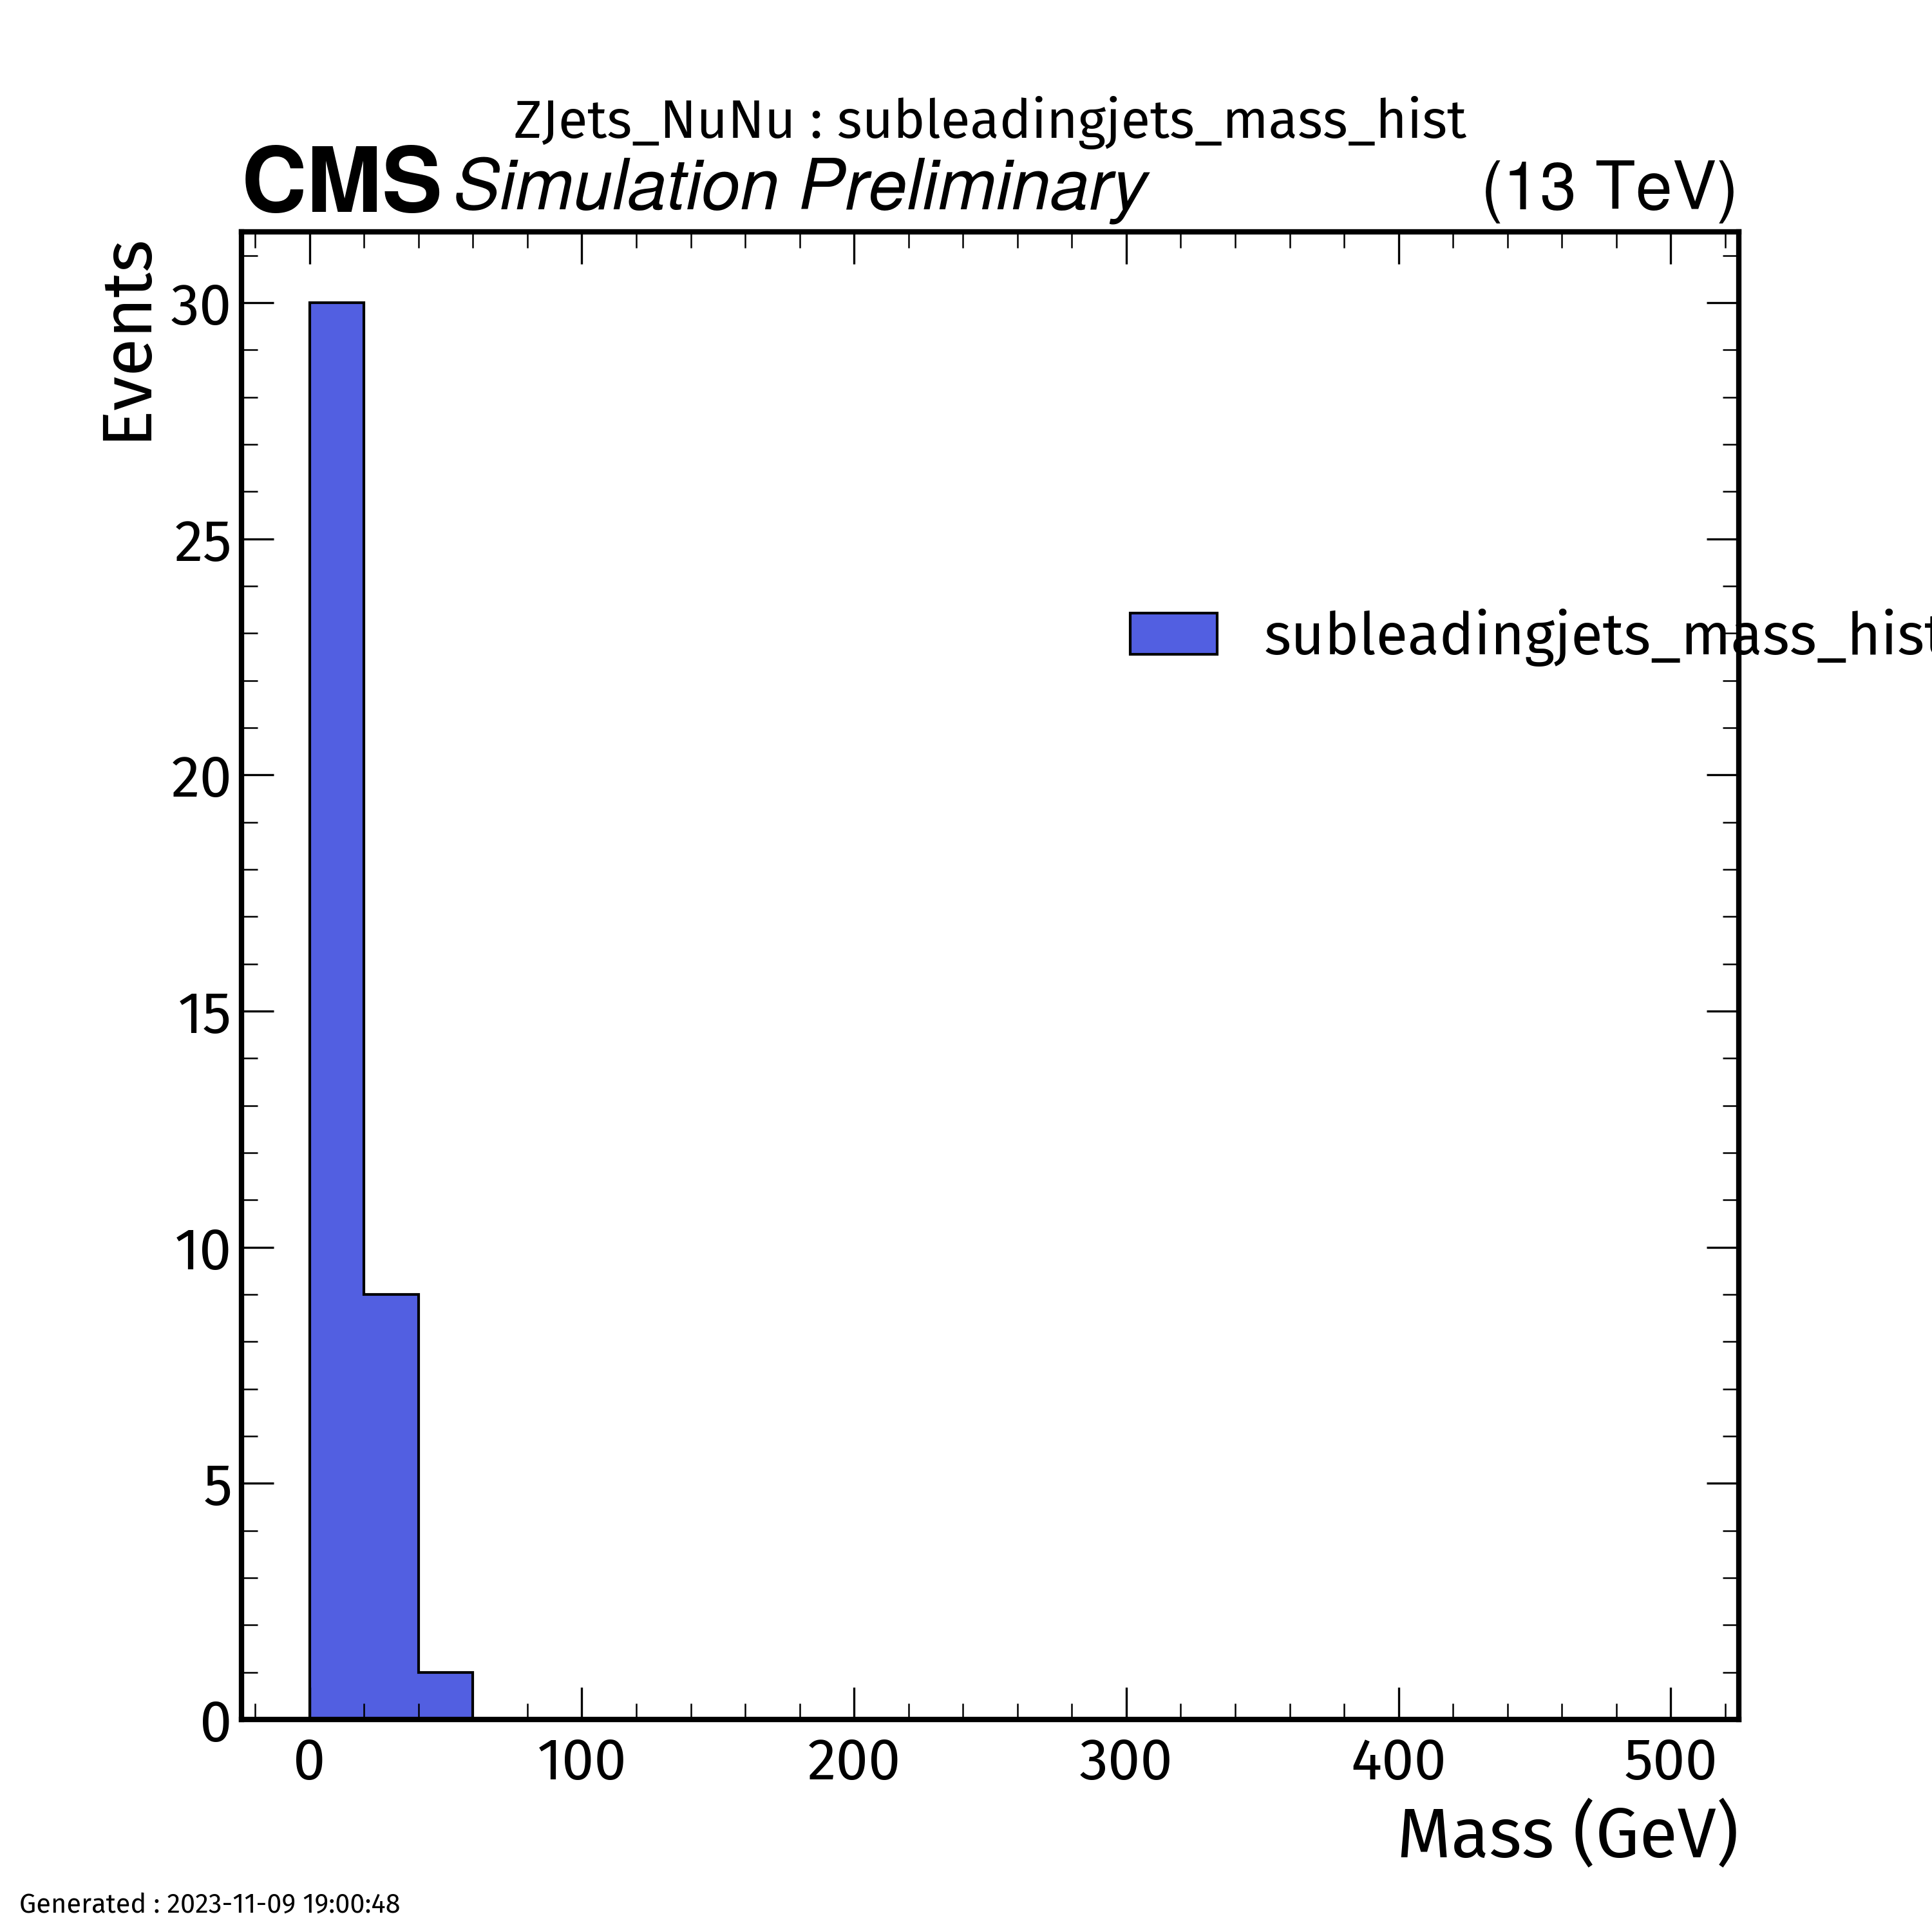 ZJets_NuNu : subleadingjets_mass_hist
CMS Simulation Preliminary (13 TeV)
Events
30
25
subleadingjets_mass_hist
20
15
10
5
0
0 100 200 300 400 500
Mass (GeV)
Generated : 2023-11-09 19:00:48